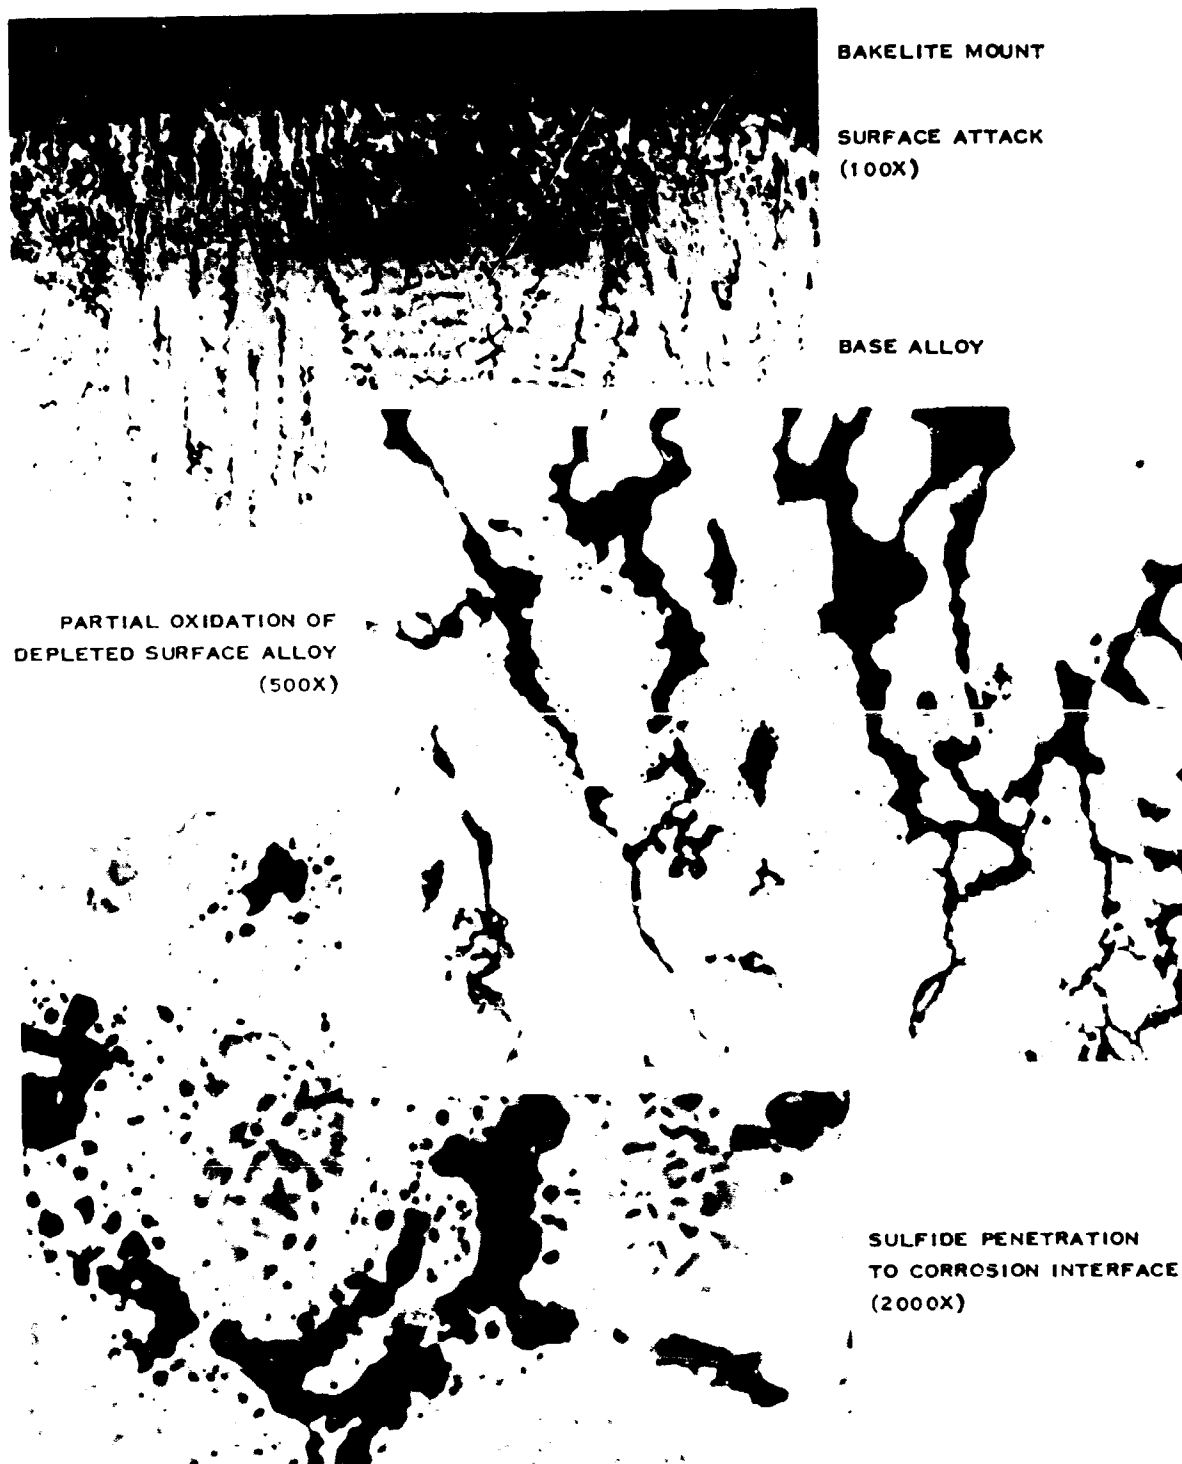 BAKELITE MOUNT
SURFACE ATTACK
(100X)
BASE ALLOY
PARTIAL OXIDATION OF
DEPLETED SURFACE ALLOY
(500X)
SULFIDE PENETRATION
TO CORROSION INTERFACE
(2000X)